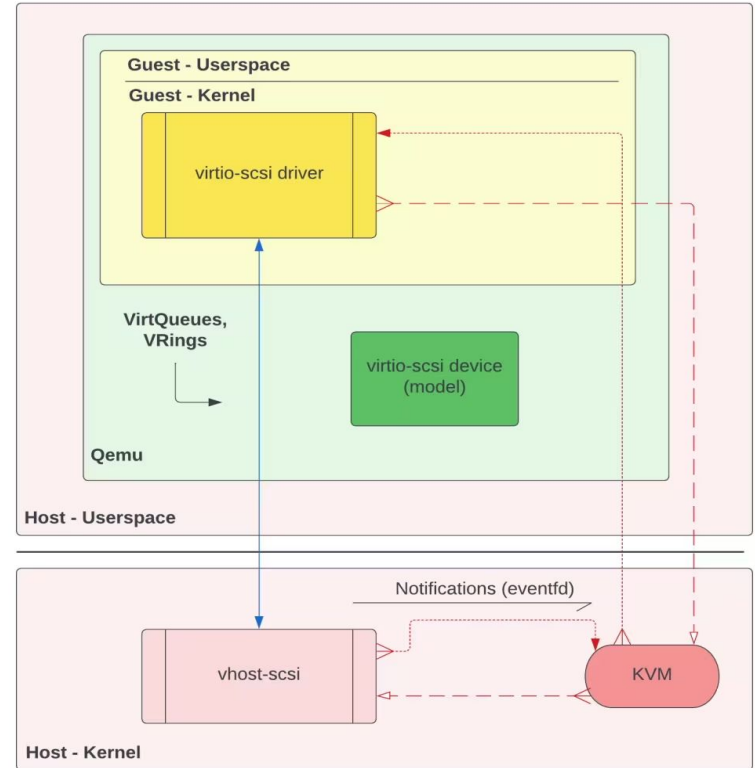 Guest - Userspace
Guest - Kernel
virtio-scsi driver
VirtQueues,
VRings
virtio-scsi device
(model)
Qemu
Host - Userspace
Notifications (eventfd)
vhost-scsi
KVM
Host - Kernel